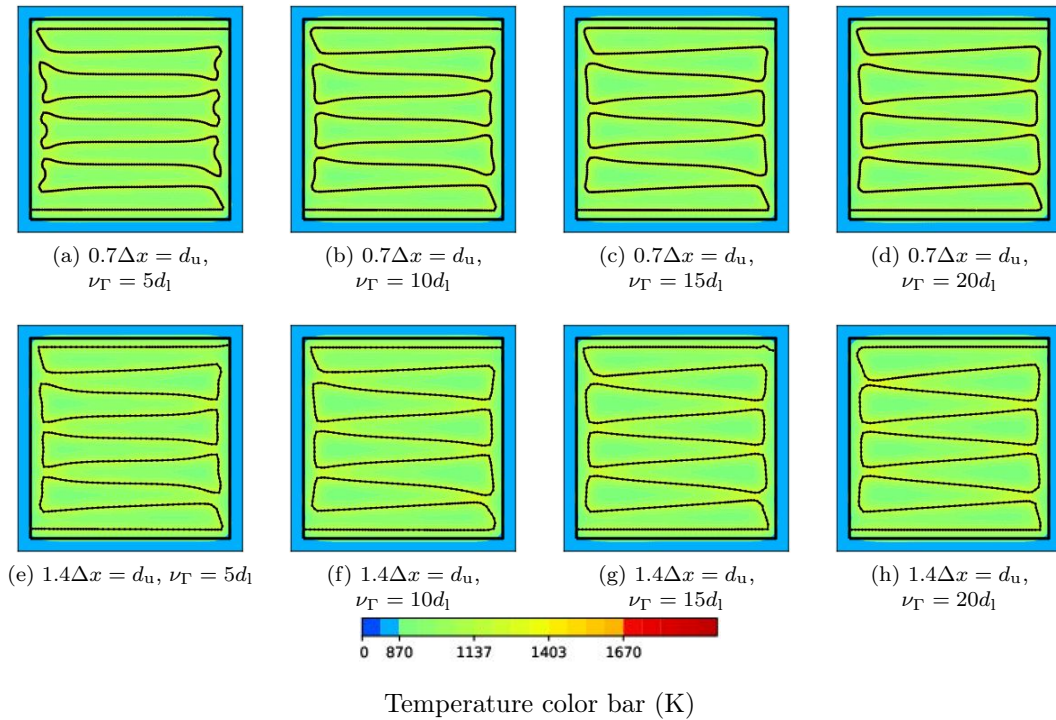 (a) 0.7Δx = d_u,
ν_Γ = 5d_l
(b) 0.7Δx = d_u,
ν_Γ = 10d_l
(c) 0.7Δx = d_u,
ν_Γ = 15d_l
(d) 0.7Δx = d_u,
ν_Γ = 20d_l
(e) 1.4Δx = d_u, ν_Γ = 5d_l
(f) 1.4Δx = d_u,
ν_Γ = 10d_l
(g) 1.4Δx = d_u,
ν_Γ = 15d_l
(h) 1.4Δx = d_u,
ν_Γ = 20d_l
0 870 1137 1403 1670
Temperature color bar (K)